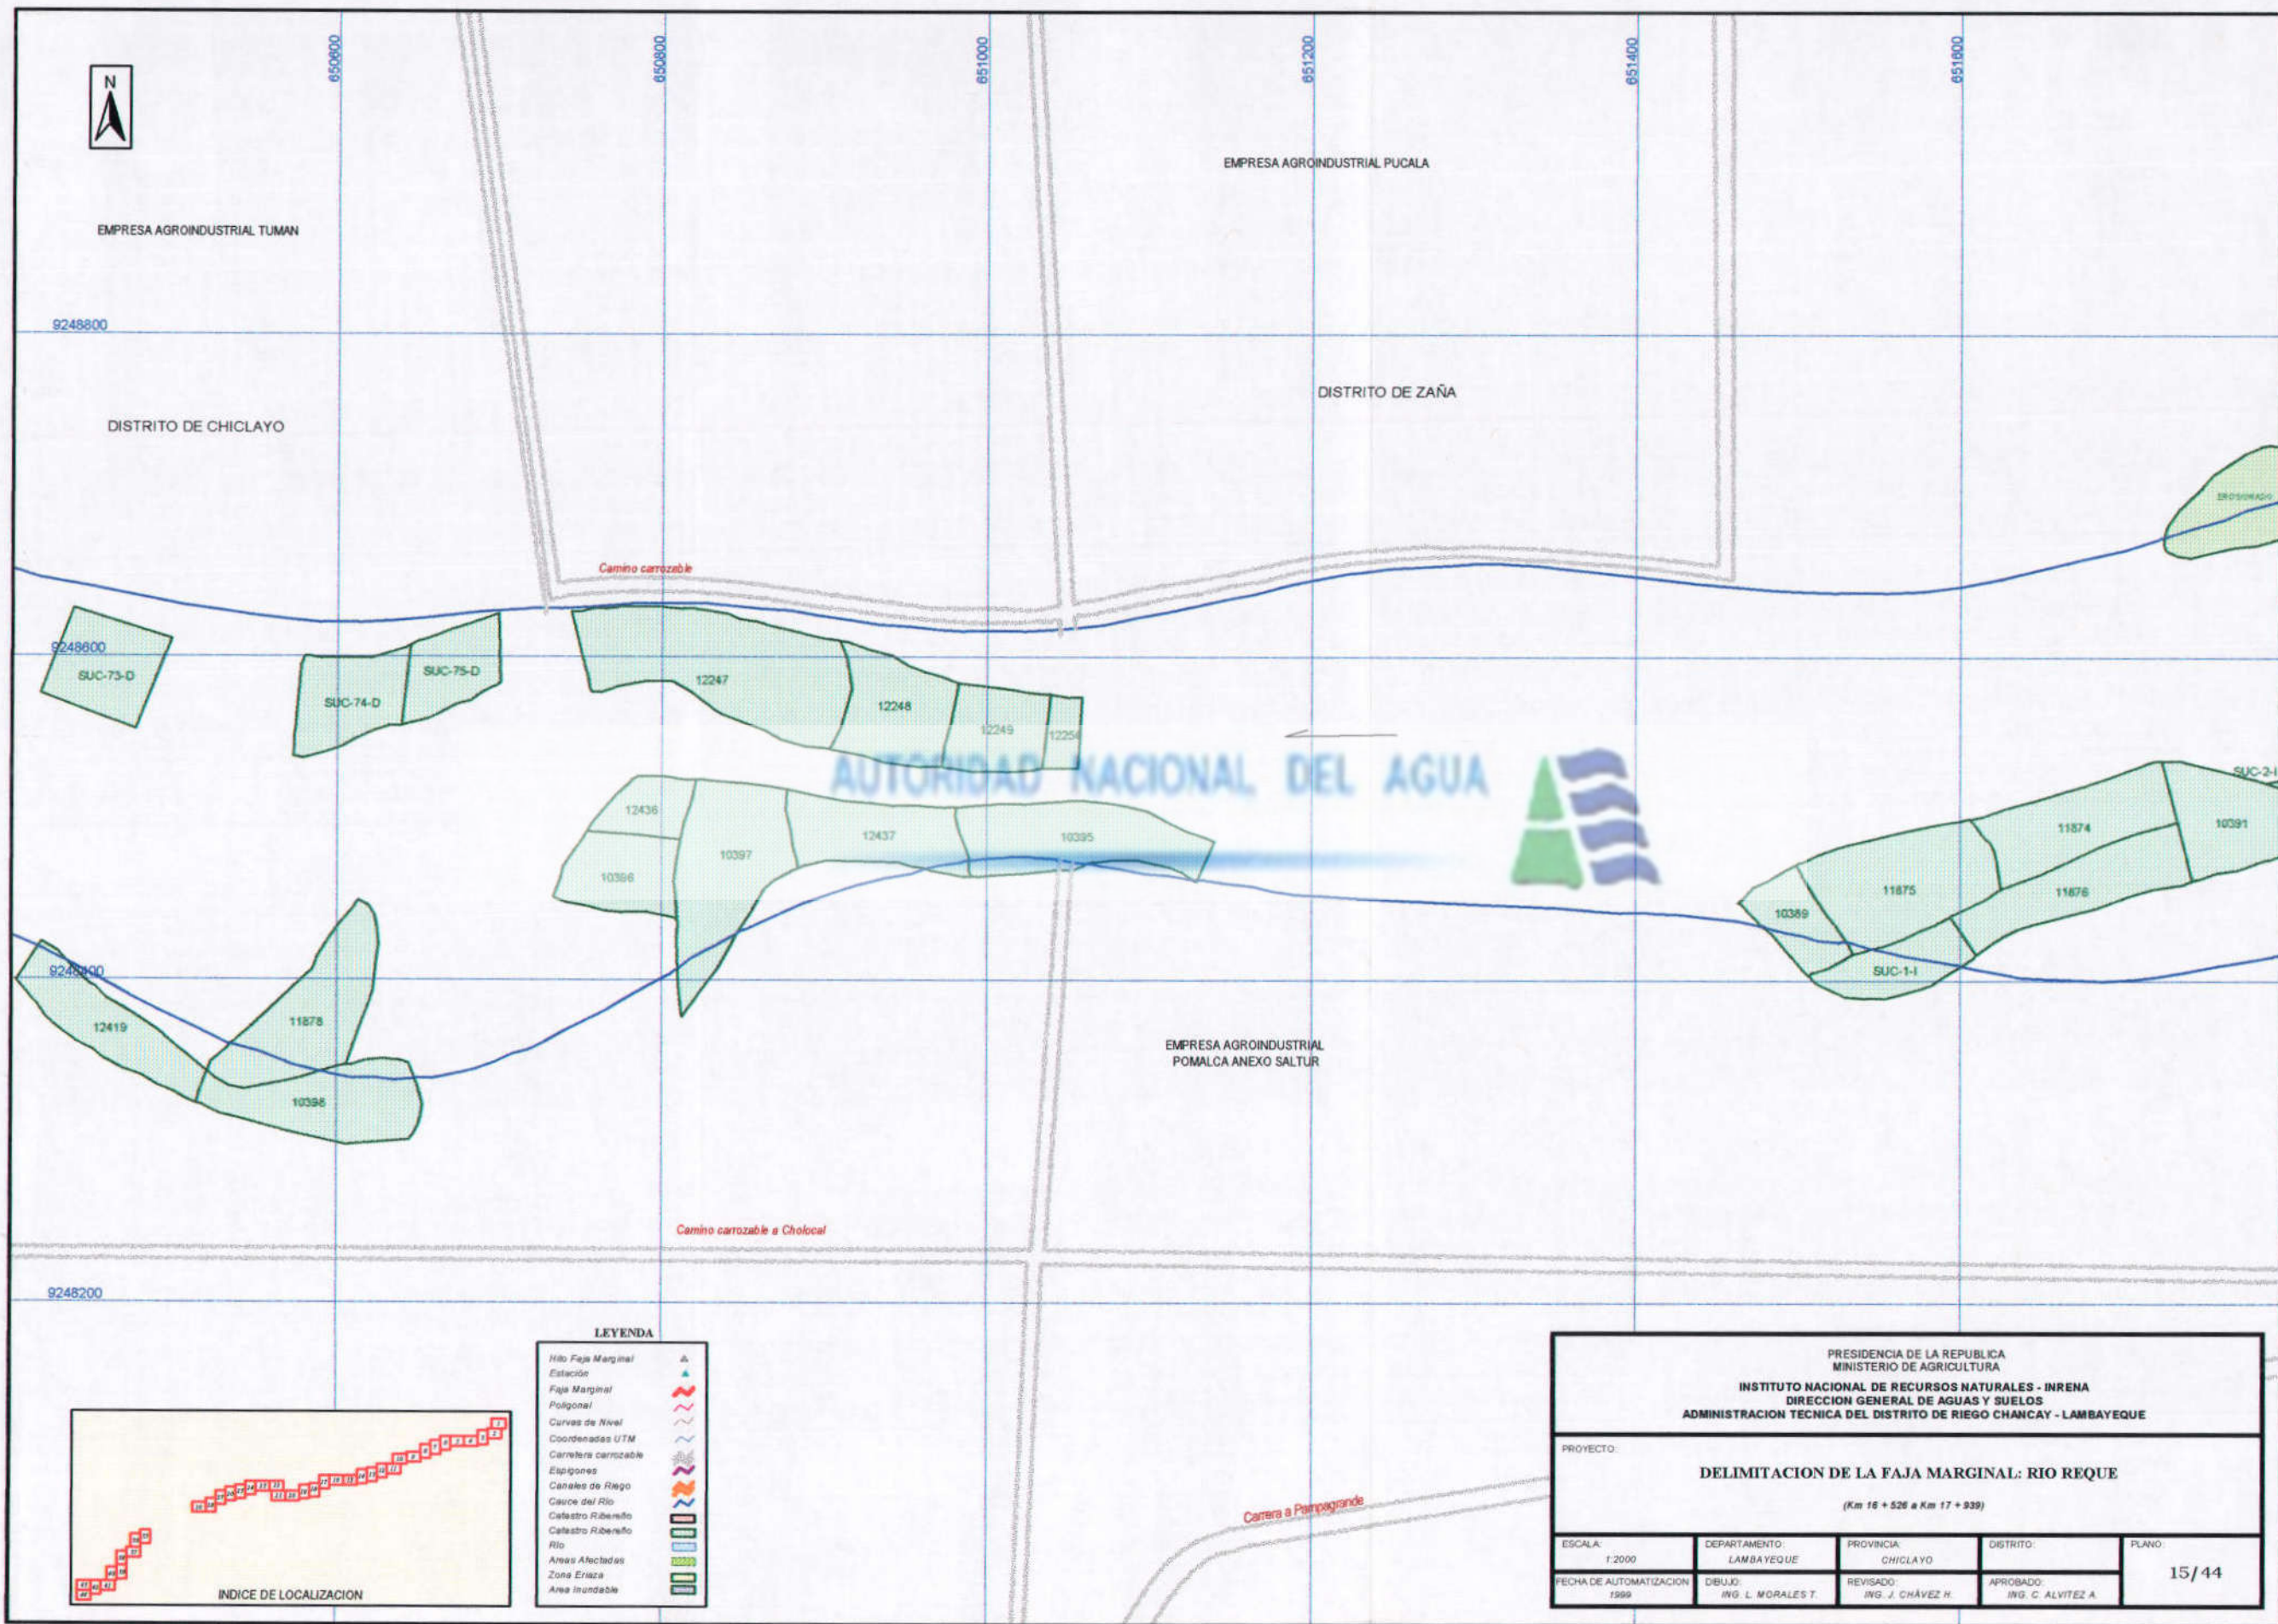 650600
650800
651000
651200
651400
651600
N
EMPRESA AGROINDUSTRIAL PUCALA
EMPRESA AGROINDUSTRIAL TUMAN
9248800
DISTRITO DE ZAÑA
DISTRITO DE CHICLAYO
Camino carrozable
9248600
SUC-73-D
SUC-74-D
SUC-75-D
12247
12248
12249
AUTORIDAD NACIONAL DEL AGUA
SUC-2-I
12436
12437
10395
10397
10391
11874
11875
11876
10389
SUC-1-I
9248400
12419
11878
10398
EMPRESA AGROINDUSTRIAL
POMALCA ANEXO SALTUR
Camino carrozable a Cholocal
9248200
Carrera a Pampagrande
LEYENDA
Hito Faja Marginal
Estación
Faja Marginal
Poligonal
Curvas de Nivel
Coordenadas UTM
Carretera carrozable
Espigones
Canales de Riego
Cauce del Rio
Catastro Ribereño
Catastro Ribereño
Rio
Areas Afectadas
Zona Eriaza
Area Inundable
INDICE DE LOCALIZACION
PRESIDENCIA DE LA REPUBLICA
MINISTERIO DE AGRICULTURA
INSTITUTO NACIONAL DE RECURSOS NATURALES - INRENA
DIRECCION GENERAL DE AGUAS Y SUELOS
ADMINISTRACION TECNICA DEL DISTRITO DE RIEGO CHANCAY - LAMBAYEQUE
PROYECTO:
DELIMITACION DE LA FAJA MARGINAL: RIO REQUE
(Km 16 + 526 a Km 17 + 939)
ESCALA:
1:2000
DEPARTAMENTO:
LAMBAYEQUE
PROVINCIA:
CHICLAYO
DISTRITO:
PLANO:
15/44
FECHA DE AUTOMATIZACION
1999
DIBUJO:
ING. L. MORALES T.
REVISADO:
ING. J. CHÁVEZ H.
APROBADO:
ING. C. ALVITEZ A.